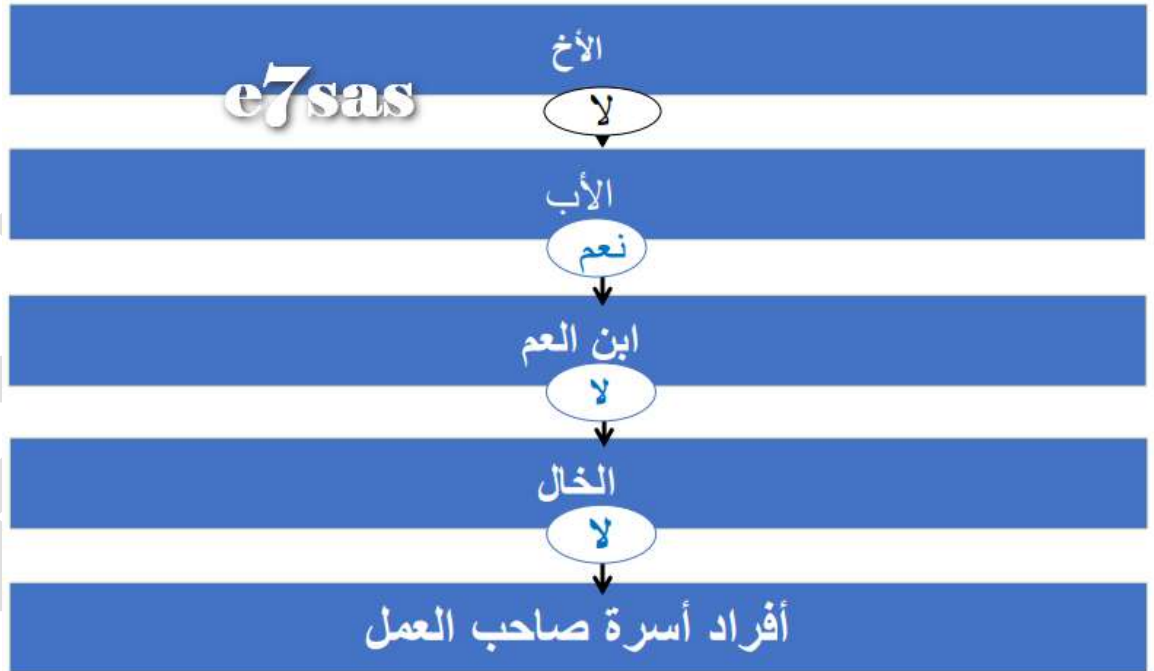 الأخ
e7sas
لا
الأب
نعم
ابن العم
لا
الخال
لا
أفراد أسرة صاحب العمل